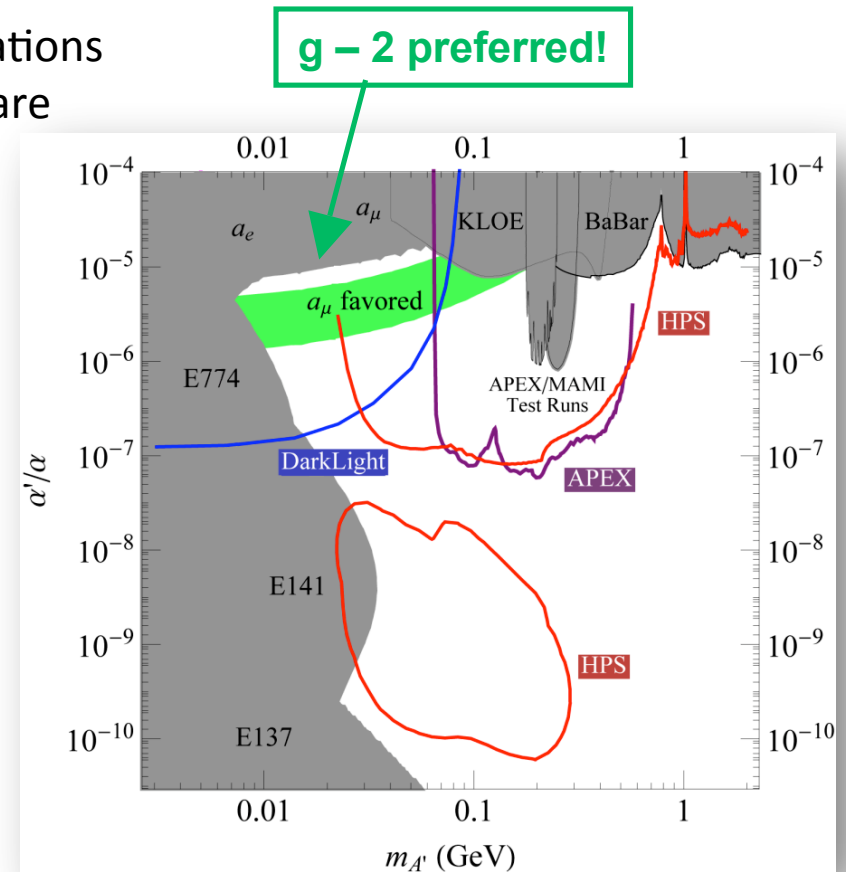 ations
are
g – 2 preferred!
0.01 0.1 1
10⁻⁴ 10⁻⁴
a_μ KLOE BaBar
a_e
10⁻⁵ 10⁻⁵
a_μ favored
HPS
10⁻⁶ 10⁻⁶
E774
APEX/MAMI
Test Runs
10⁻⁷ 10⁻⁷
DarkLight APEX
α'/α
10⁻⁸ 10⁻⁸
E141
10⁻⁹ 10⁻⁹
HPS
E137
10⁻¹⁰ 10⁻¹⁰
0.01 0.1 1
m_A' (GeV)